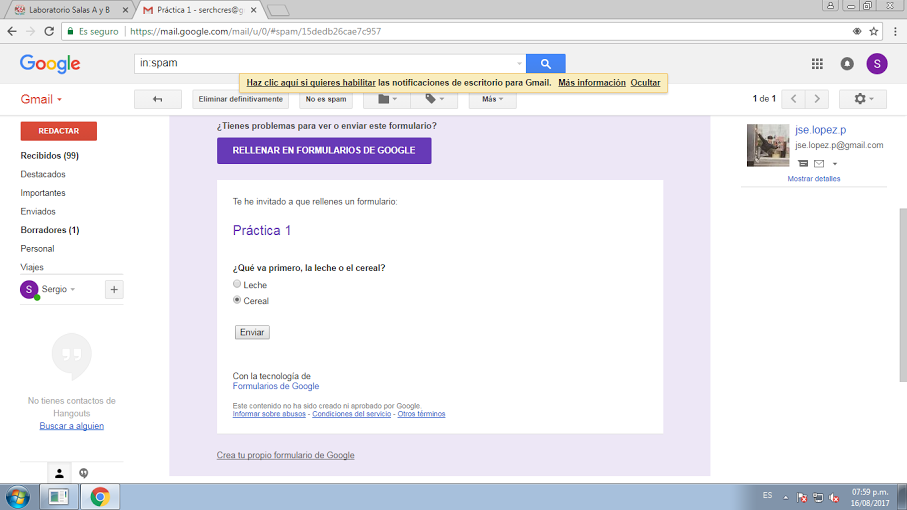 Laboratorio Salas A y B
Práctica 1 - serchcres@g
Es seguro
https://mail.google.com/mail/u/0/#spam/15dedb26cae7c957
Google
in:spam
S
Haz clic aquí si quieres habilitar las notificaciones de escritorio para Gmail. Más información Ocultar
Gmail
Eliminar definitivamente
No es spam
Más
1 de 1
REDACTAR
Recibidos (99)
Destacados
Importantes
Enviados
Borradores (1)
Personal
Viajes
S
Sergio
No tienes contactos de
Hangouts
Buscar a alguien
¿Tienes problemas para ver o enviar este formulario?
RELLENAR EN FORMULARIOS DE GOOGLE
Te he invitado a que rellenes un formulario:
Práctica 1
¿Qué va primero, la leche o el cereal?
Leche
Cereal
Enviar
Con la tecnología de
Formularios de Google
Este contenido no ha sido creado ni aprobado por Google.
Informar sobre abusos - Condiciones del servicio - Otros términos
Crea tu propio formulario de Google
jse.lopez.p
jse.lopez.p@gmail.com
Mostrar detalles
ES
07:59 p.m.
16/08/2017